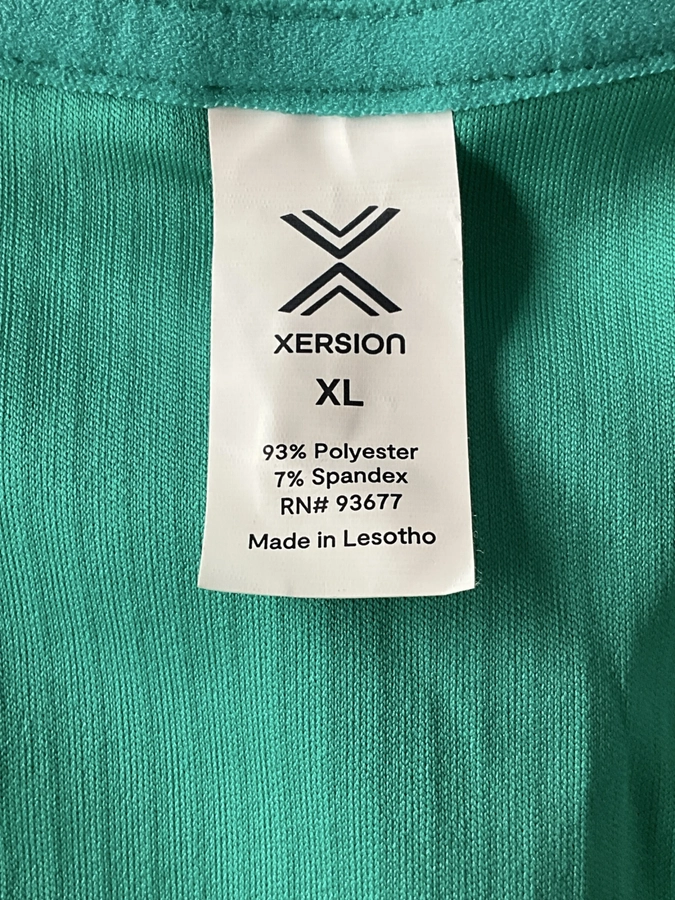 XERSION
XL
93% Polyester
7% Spandex
RN# 93677
Made in Lesotho